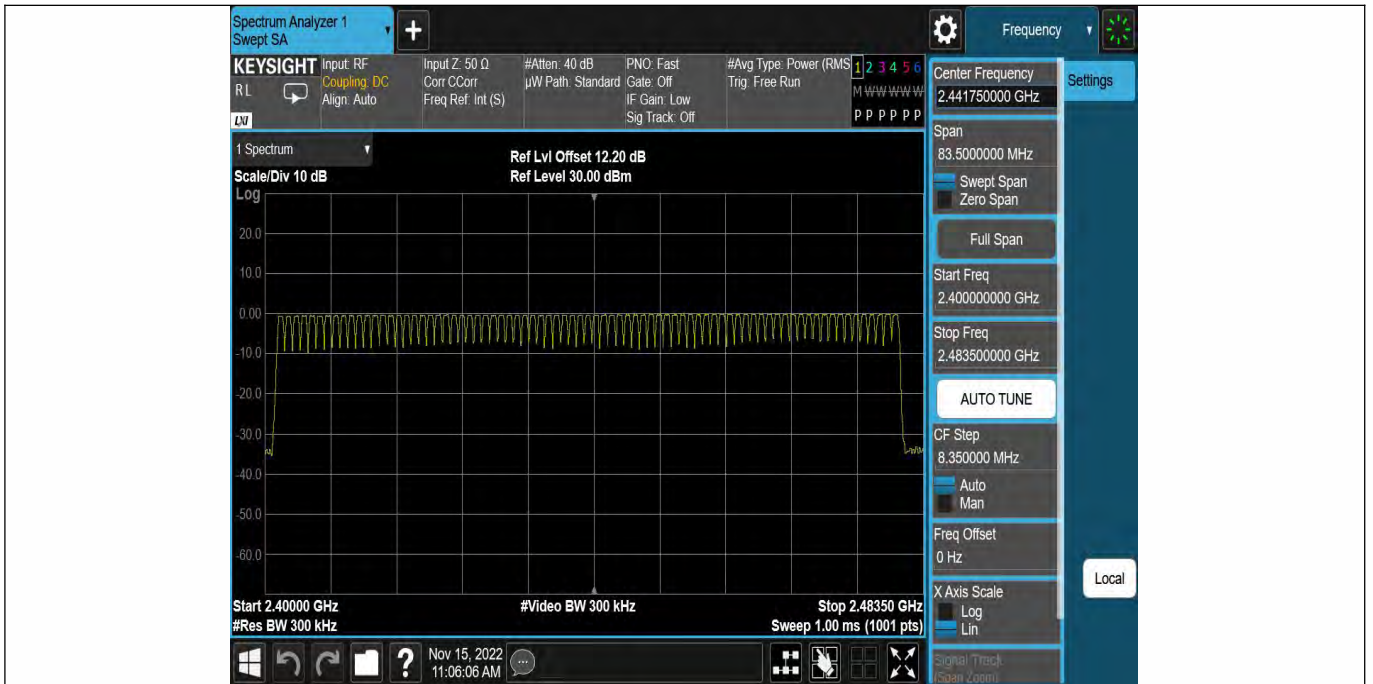 Spectrum Analyzer 1
Swept SA
+
Frequency
KEYSIGHT
Input: RF
Input Z: 50 Ω
#Atten: 40 dB
PNO: Fast
#Avg Type: Power (RMS
1 2 3 4 5 6
R L
Coupling: DC
Corr CCorr
µW Path: Standard
Gate: Off
Trig: Free Run
M W W W W W
Align: Auto
Freq Ref: Int (S)
IF Gain: Low
Sig Track: Off
P P P P P P
LXI
1 Spectrum
Ref Lvl Offset 12.20 dB
Scale/Div 10 dB
Ref Level 30.00 dBm
Log
20.0
10.0
0.00
-10.0
-20.0
-30.0
-40.0
-50.0
-60.0
Start 2.40000 GHz
#Video BW 300 kHz
Stop 2.48350 GHz
#Res BW 300 kHz
Sweep 1.00 ms (1001 pts)
Center Frequency
2.441750000 GHz
Settings
Span
83.5000000 MHz
Swept Span
Zero Span
Full Span
Start Freq
2.400000000 GHz
Stop Freq
2.483500000 GHz
AUTO TUNE
CF Step
8.350000 MHz
Auto
Man
Freq Offset
0 Hz
X Axis Scale
Log
Lin
Signal Track
(Span Zoom)
Local
?
Nov 15, 2022
11:06:06 AM